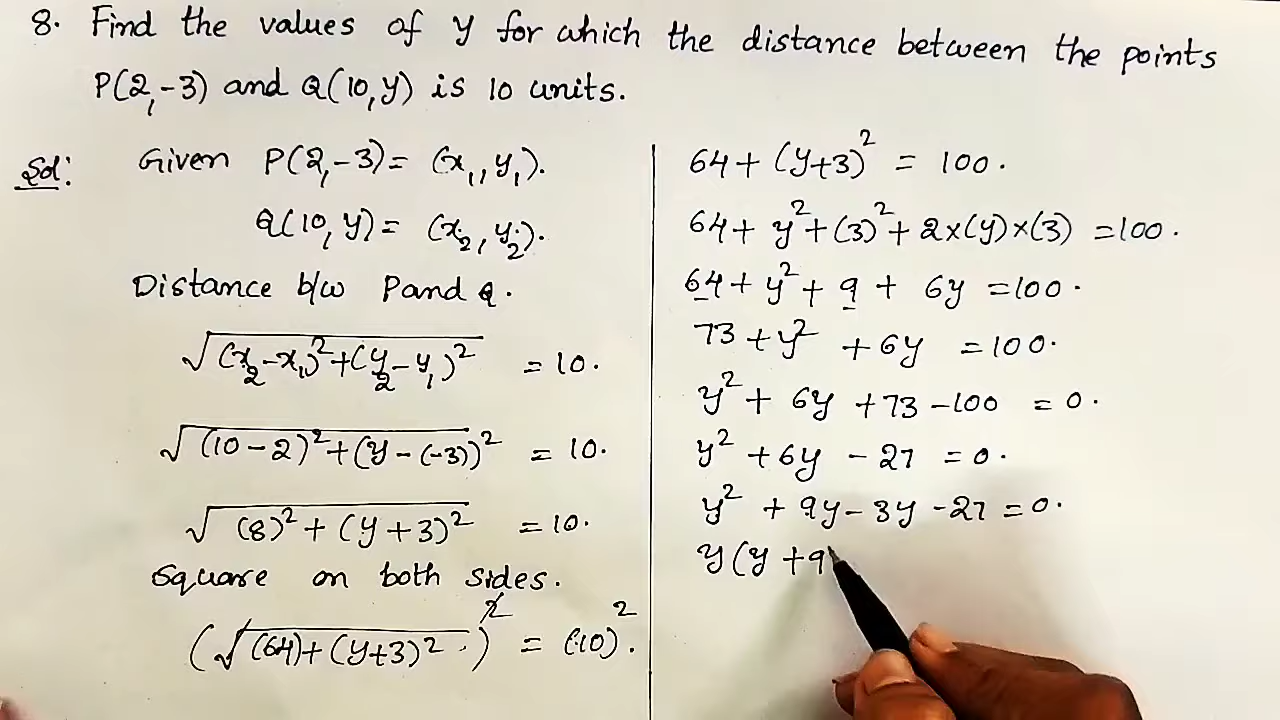 8. Find the values of y for which the distance between the points
P(2,-3) and Q(10,y) is 10 units.
Sol:
Given P(2,-3) = (x₁, y₁).
Q(10, y) = (x₂, y₂).
Distance b/w P and Q.
√(x₂-x₁)²+(y₂-y₁)² = 10.
√(10-2)²+(y-(-3))² = 10.
√(8)²+(y+3)² = 10.
Square on both sides.
(√(64)+(y+3)²)² = (10)².
64+(y+3)² = 100.
64+y²+(3)²+2×(y)×(3) = 100.
64+y²+9+6y = 100.
73+y²+6y = 100.
y²+6y+73-100 = 0.
y²+6y-27 = 0.
y²+9y-3y-27 = 0.
y(y+9